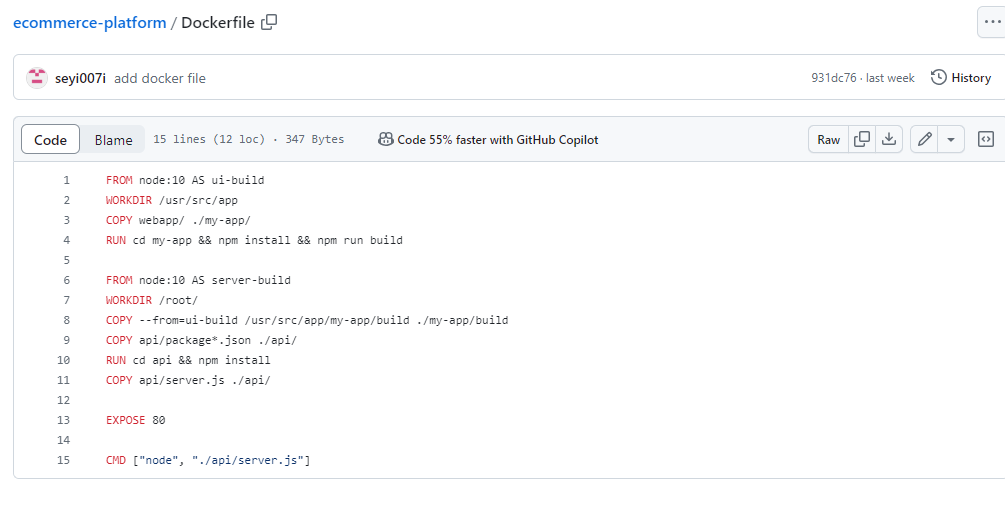 ecommerce-platform / Dockerfile
seyi007i add docker file 931dc76 · last week History
Code Blame 15 lines (12 loc) · 347 Bytes Code 55% faster with GitHub Copilot Raw
1 FROM node:10 AS ui-build
2 WORKDIR /usr/src/app
3 COPY webapp/ ./my-app/
4 RUN cd my-app && npm install && npm run build
5
6 FROM node:10 AS server-build
7 WORKDIR /root/
8 COPY --from=ui-build /usr/src/app/my-app/build ./my-app/build
9 COPY api/package*.json ./api/
10 RUN cd api && npm install
11 COPY api/server.js ./api/
12
13 EXPOSE 80
14
15 CMD ["node", "./api/server.js"]